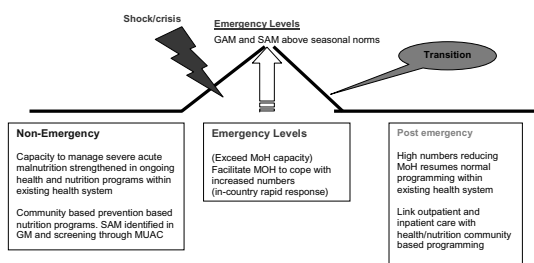 Shock/crisis
Emergency Levels
GAM and SAM above seasonal norms
Transition
Non-Emergency
Capacity to manage severe acute
malnutrition strengthened in ongoing
health and nutrition programs within
existing health system
Community based prevention based
nutrition programs. SAM identified in
GM and screening through MUAC
Emergency Levels
(Exceed MoH capacity)
Facilitate MOH to cope with
increased numbers
(in-country rapid response)
Post emergency
High numbers reducing
MoH resumes normal
programming within
existing health system
Link outpatient and
inpatient care with
health/nutrition community
based programming